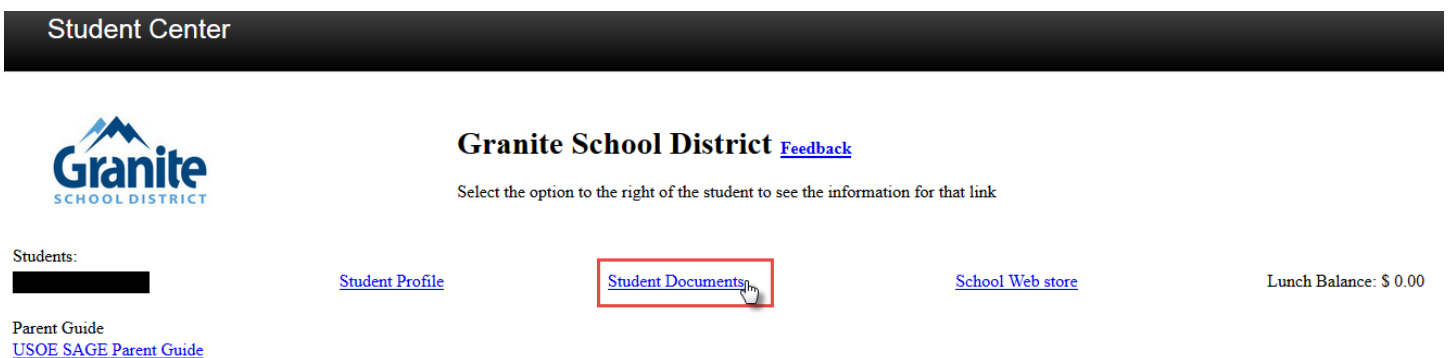 Student Center
Granite
SCHOOL DISTRICT
Granite School District Feedback
Select the option to the right of the student to see the information for that link
Students:
Student Profile Student Documents School Web store Lunch Balance: $ 0.00
Parent Guide
USOE SAGE Parent Guide